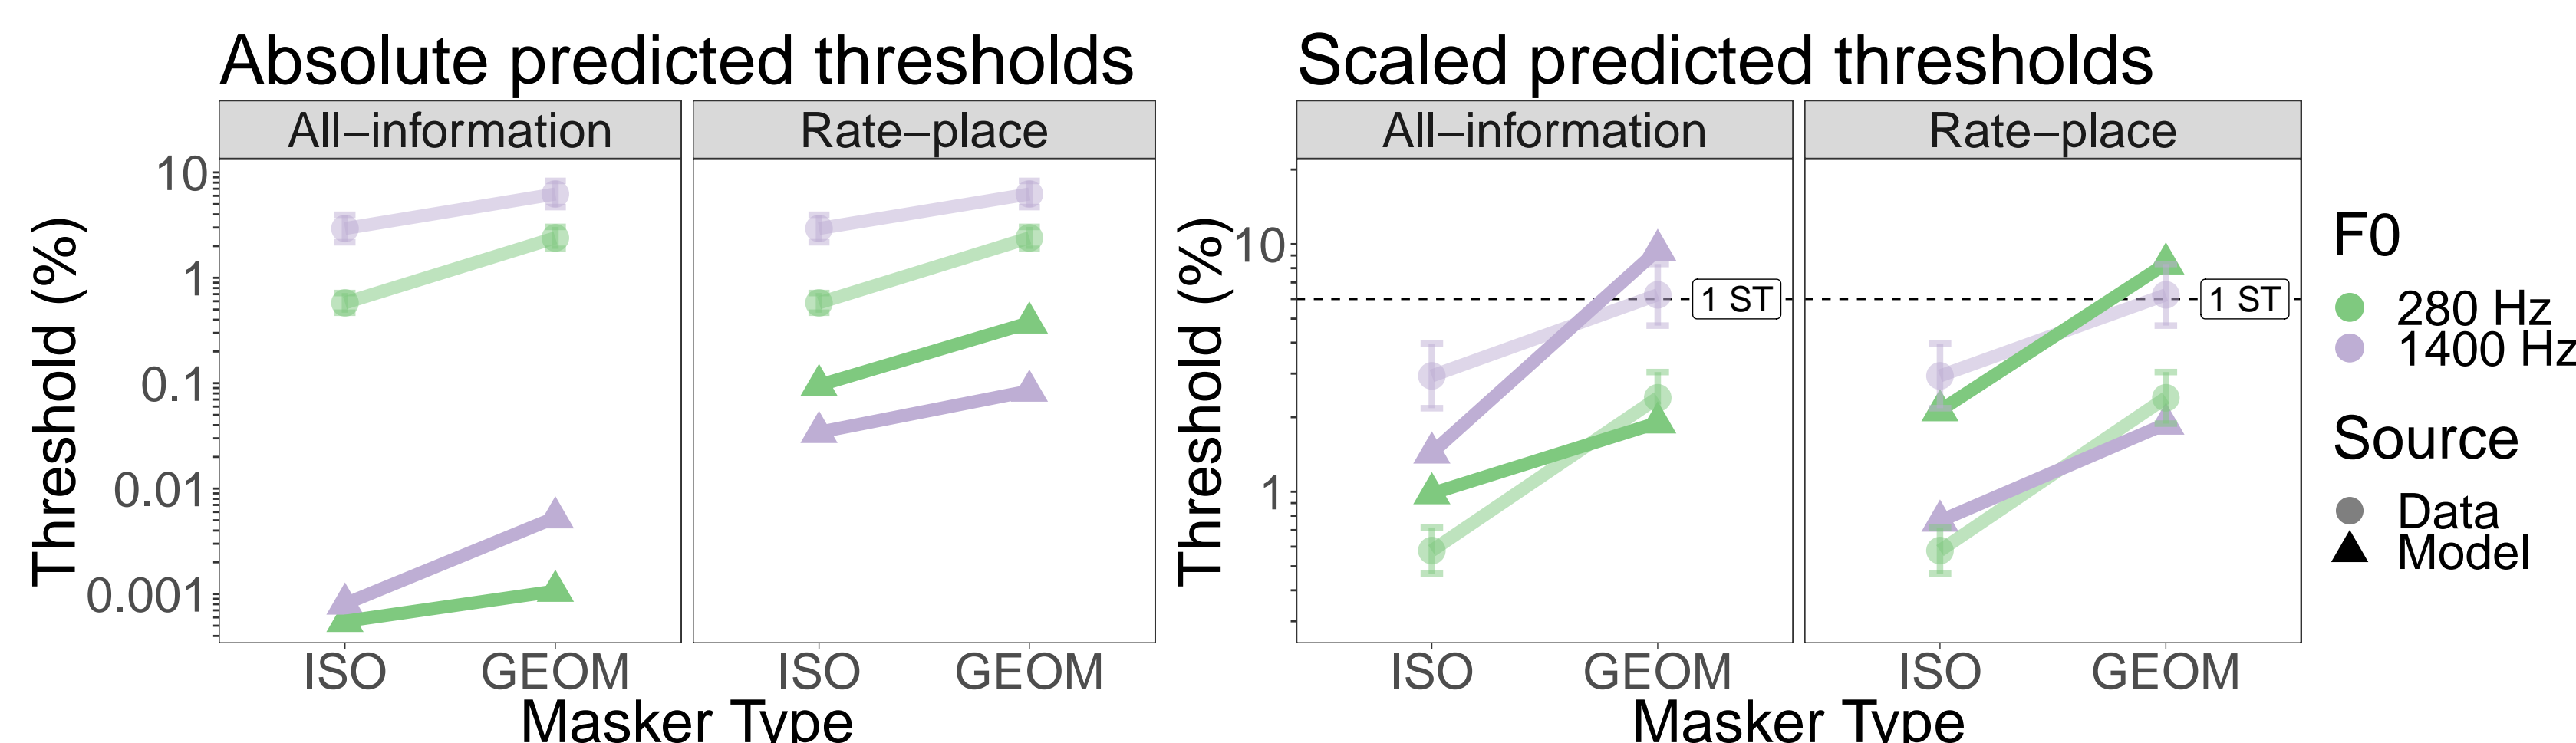 Absolute predicted thresholds
All−information
Rate−place
Threshold (%)
10
1
0.1
0.01
0.001
ISO
GEOM
ISO
GEOM
Masker Type
Scaled predicted thresholds
All−information
Rate−place
Threshold (%)
10
1
1 ST
1 ST
ISO
GEOM
ISO
GEOM
Masker Type
F0
280 Hz
1400 Hz
Source
Data
Model